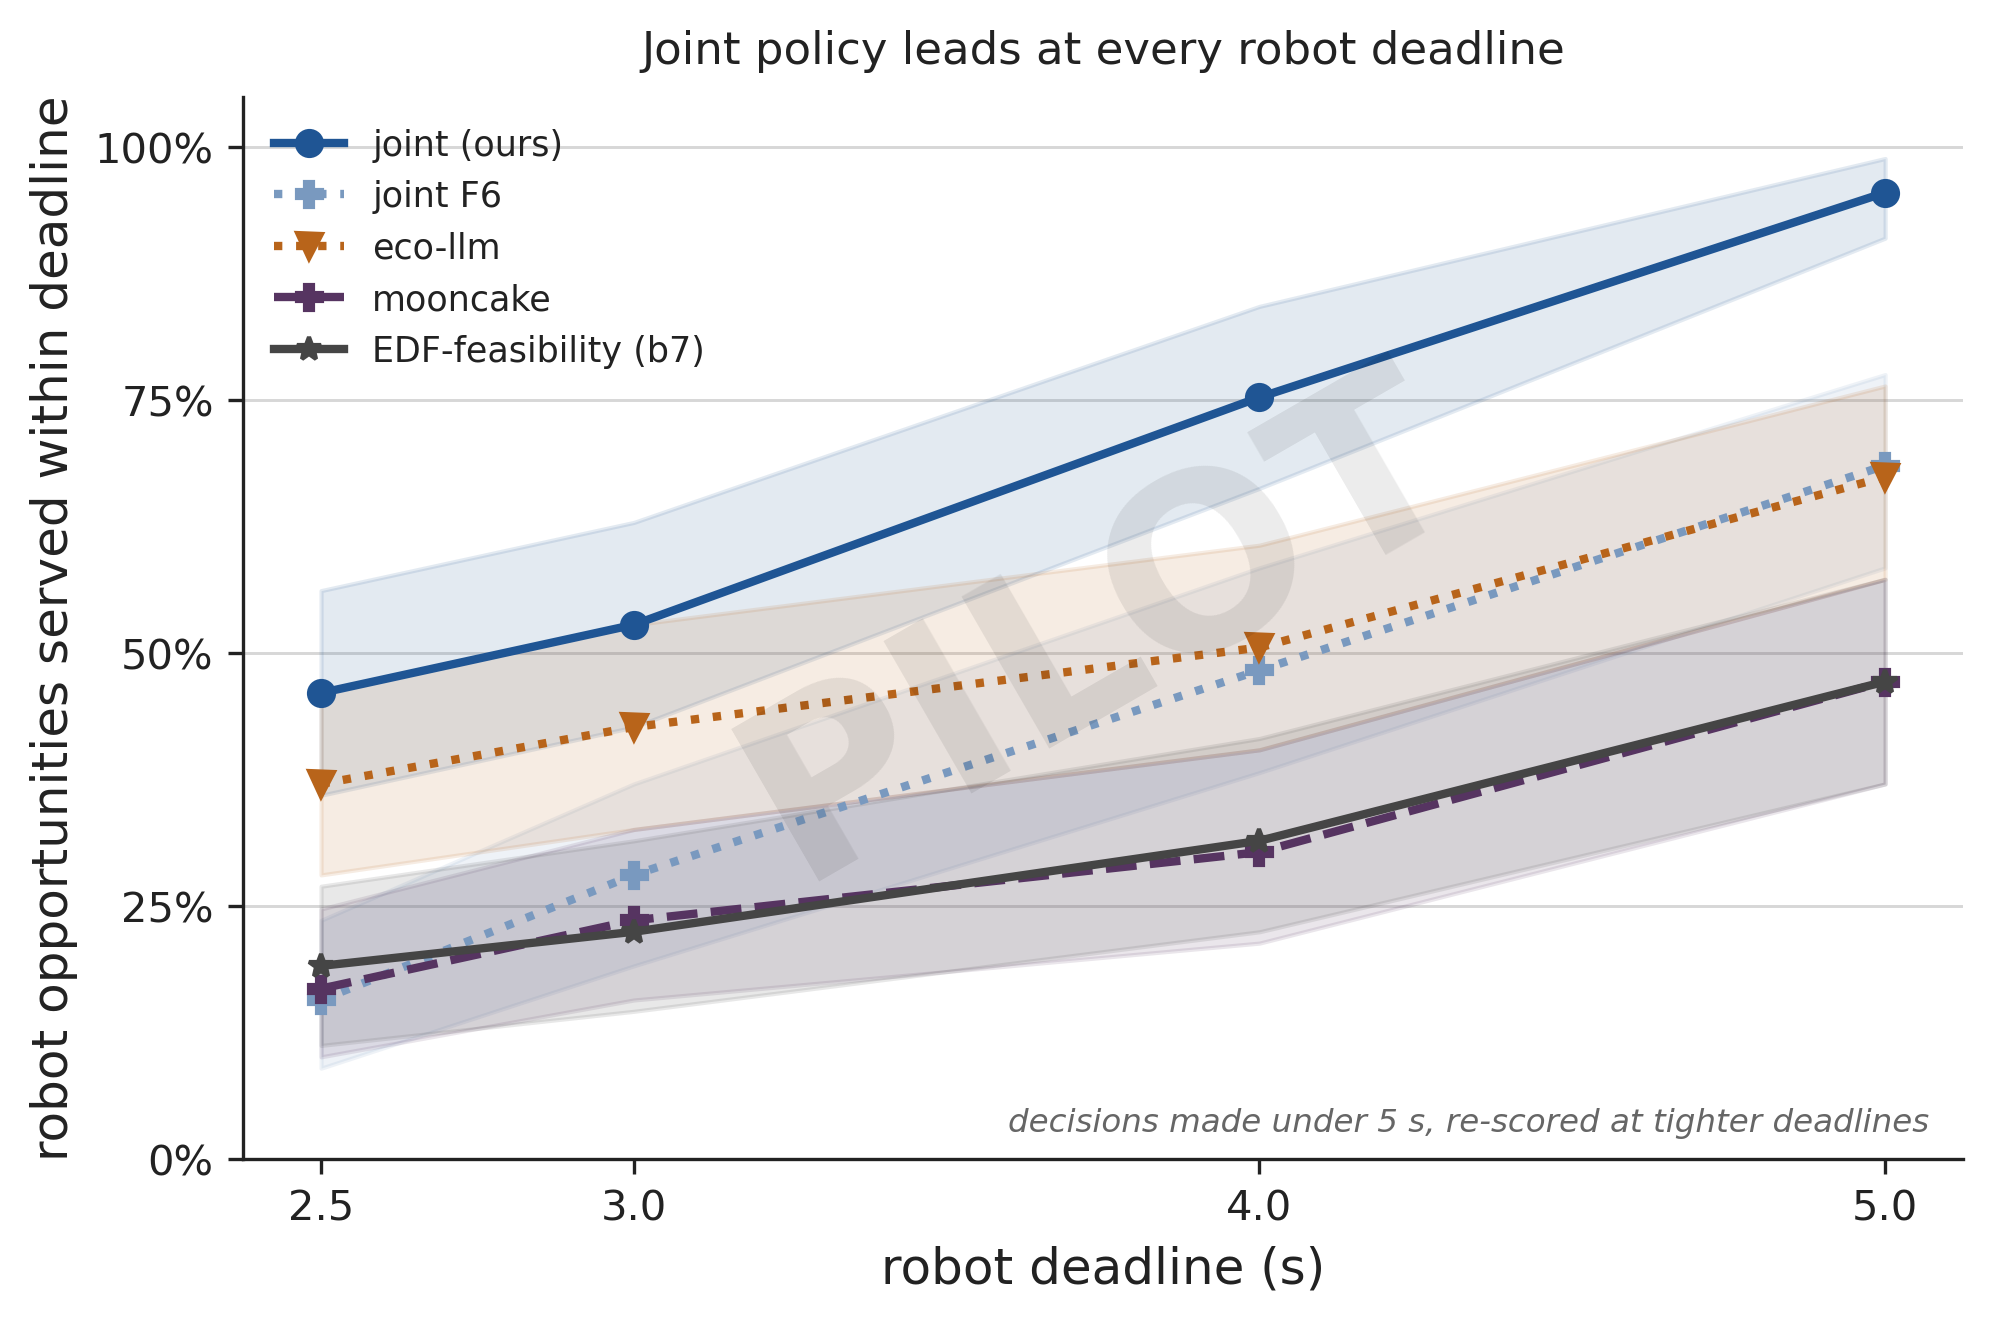 Joint policy leads at every robot deadline
robot opportunities served within deadline
100%
75%
50%
25%
0%
joint (ours)
joint F6
eco-llm
mooncake
EDF-feasibility (b7)
PILOT
decisions made under 5 s, re-scored at tighter deadlines
2.5 3.0 4.0 5.0
robot deadline (s)